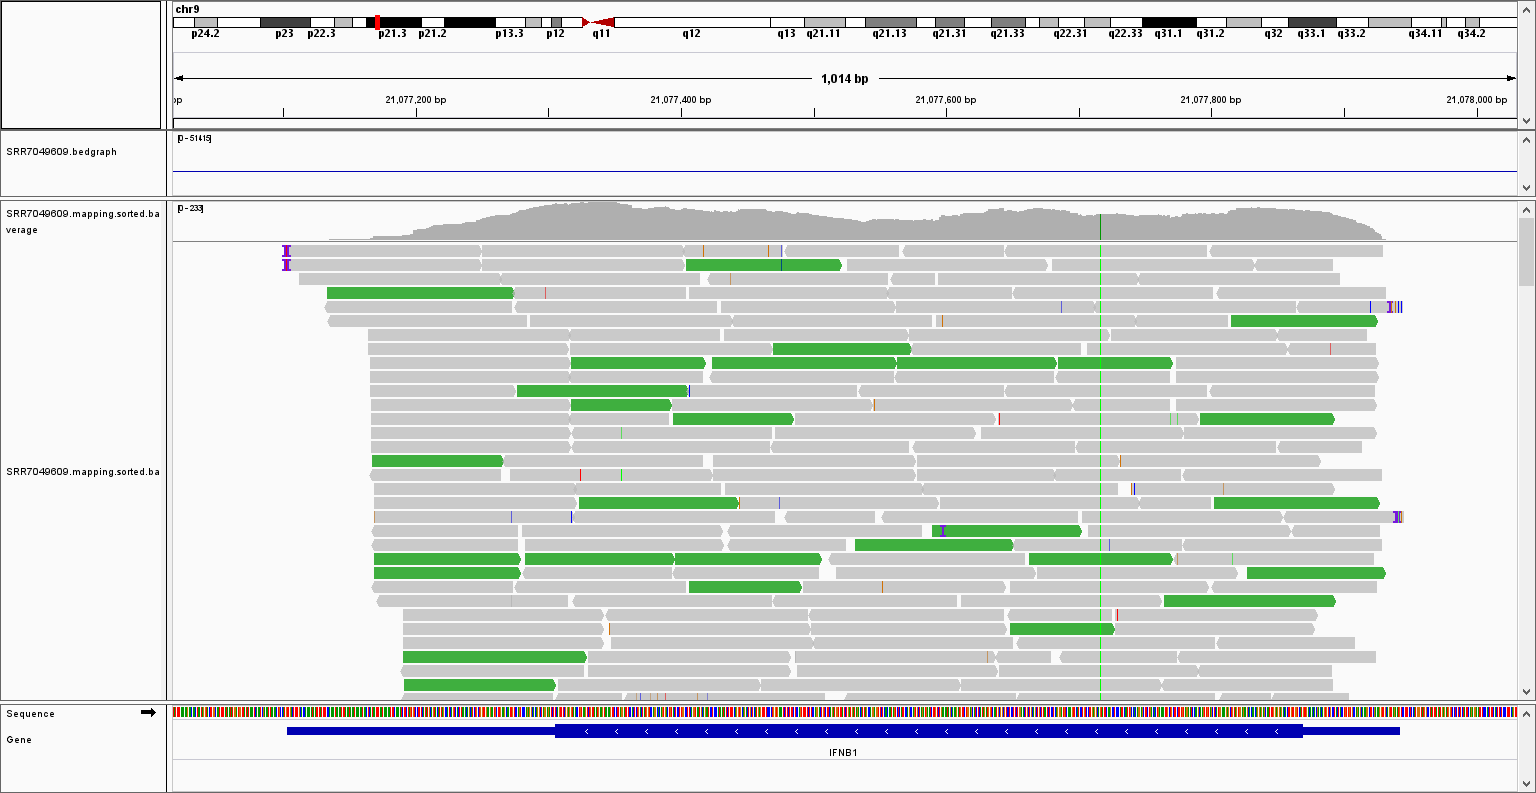 chr9
p24.2 p23 p22.3 p21.3 p21.2 p13.3 p12 q11 q12 q13 q21.11 q21.13 q21.31 q21.33 q22.31 q22.33 q31.1 q31.2 q32 q33.1 q33.2 q34.11 q34.2
1,014 bp
bp 21,077,200 bp 21,077,400 bp 21,077,600 bp 21,077,800 bp 21,078,000 bp
[0 - 51415]
SRR7049609.bedgraph
[0 - 233]
SRR7049609.mapping.sorted.ba
verage
SRR7049609.mapping.sorted.ba
Sequence
Gene
IFNB1